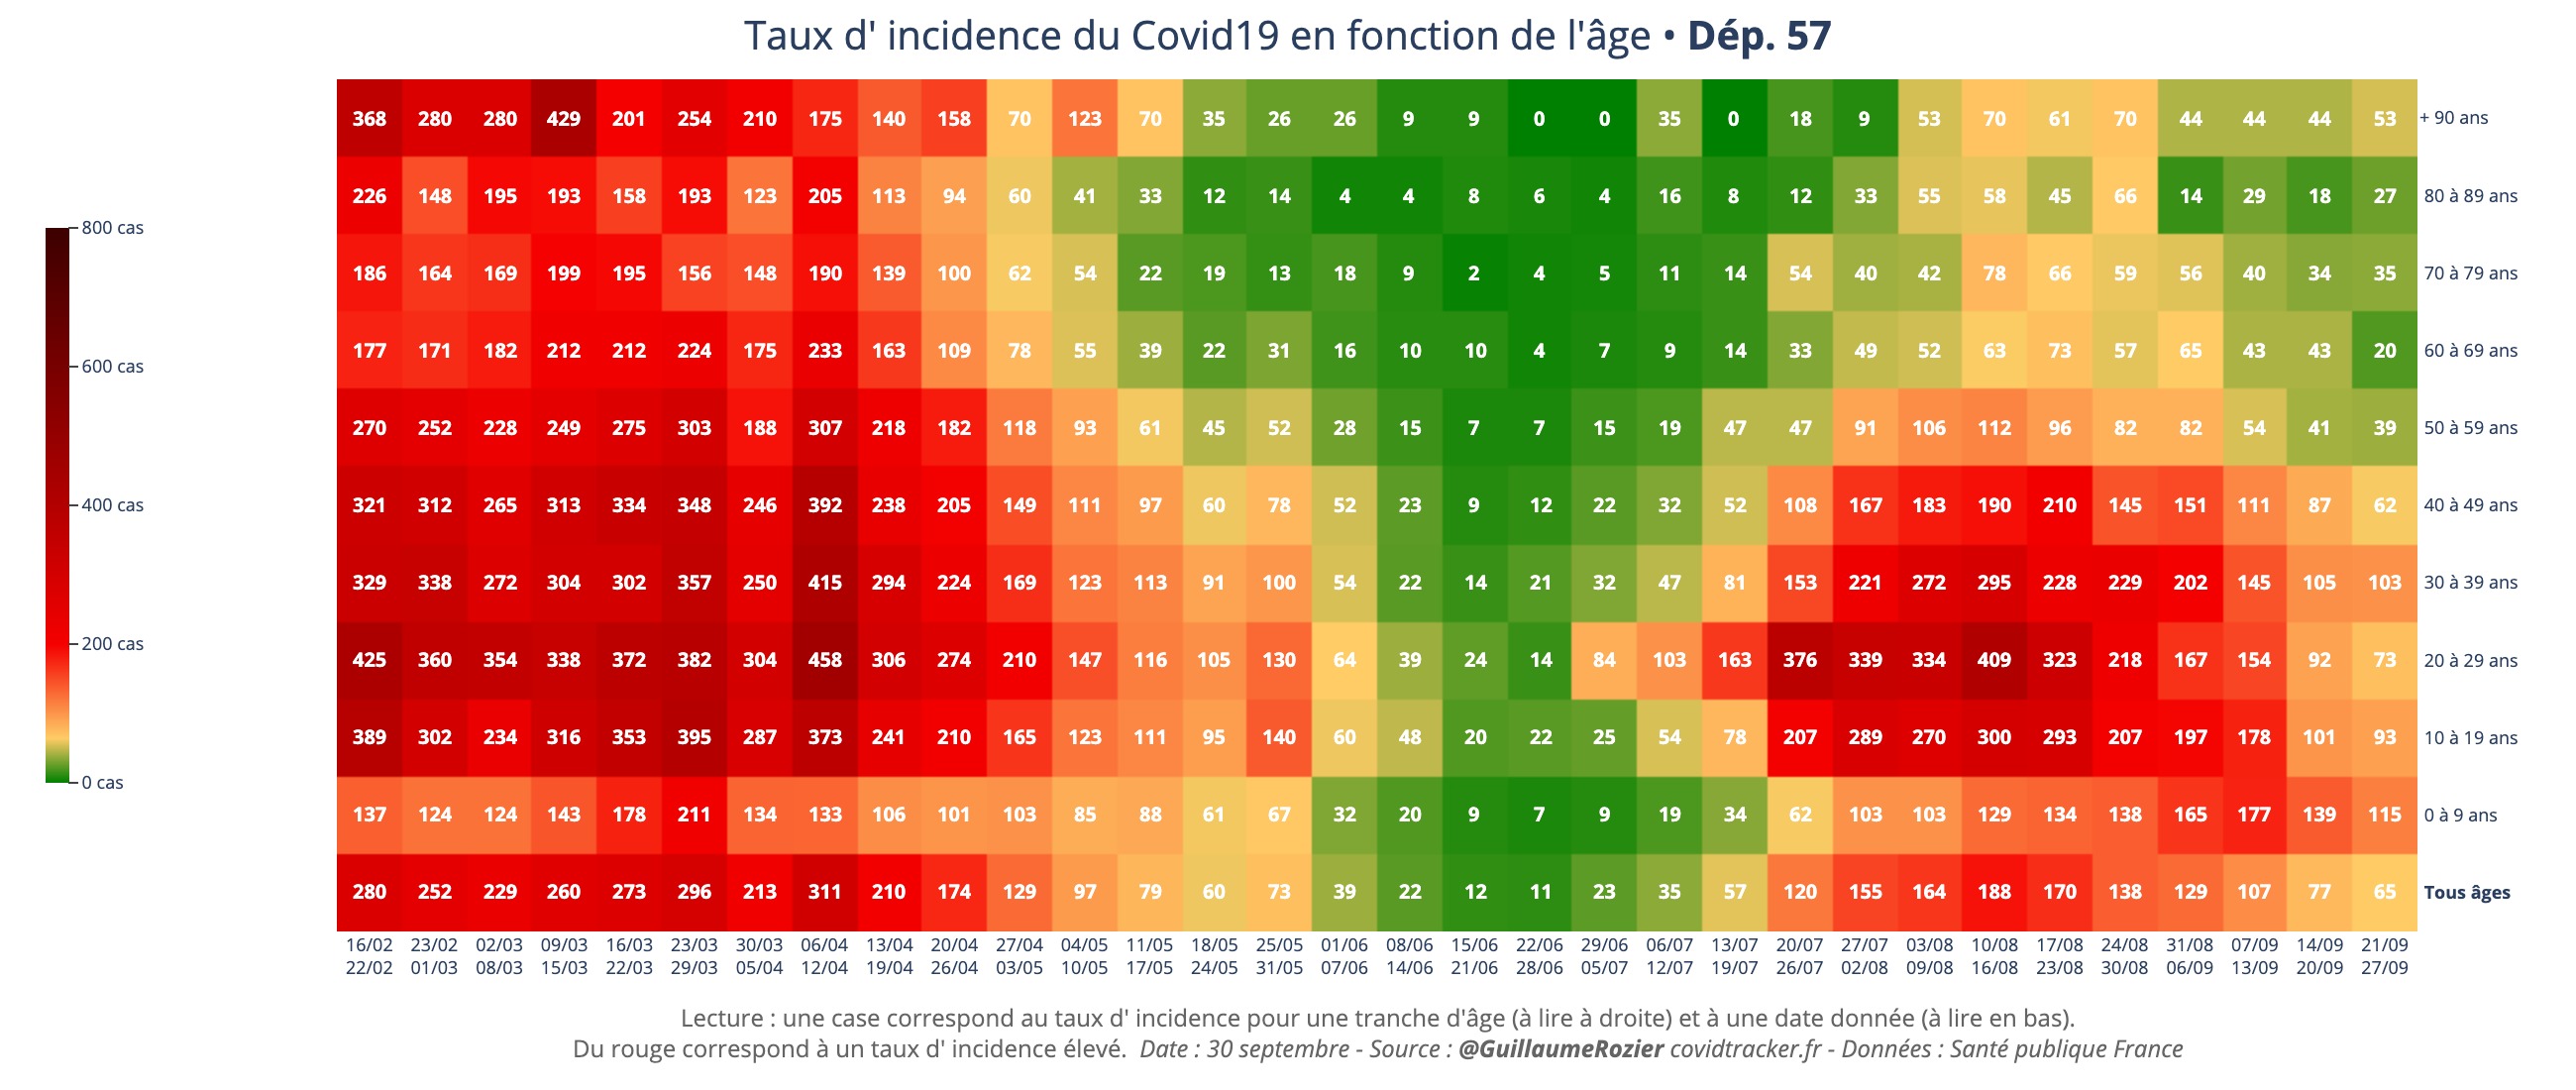 Taux d' incidence du Covid19 en fonction de l'âge • Dép. 57
800 cas
600 cas
400 cas
200 cas
0 cas
368 280 280 429 201 254 210 175 140 158 70 123 70 35 26 26 9 9 0 0 35 0 18 9 53 70 61 70 44 44 44 53 + 90 ans
226 148 195 193 158 193 123 205 113 94 60 41 33 12 14 4 4 8 6 4 16 8 12 33 55 58 45 66 14 29 18 27 80 à 89 ans
186 164 169 199 195 156 148 190 139 100 62 54 22 19 13 18 9 2 4 5 11 14 54 40 42 78 66 59 56 40 34 35 70 à 79 ans
177 171 182 212 212 224 175 233 163 109 78 55 39 22 31 16 10 10 4 7 9 14 33 49 52 63 73 57 65 43 43 20 60 à 69 ans
270 252 228 249 275 303 188 307 218 182 118 93 61 45 52 28 15 7 7 15 19 47 47 91 106 112 96 82 82 54 41 39 50 à 59 ans
321 312 265 313 334 348 246 392 238 205 149 111 97 60 78 52 23 9 12 22 32 52 108 167 183 190 210 145 151 111 87 62 40 à 49 ans
329 338 272 304 302 357 250 415 294 224 169 123 113 91 100 54 22 14 21 32 47 81 153 221 272 295 228 229 202 145 105 103 30 à 39 ans
425 360 354 338 372 382 304 458 306 274 210 147 116 105 130 64 39 24 14 84 103 163 376 339 334 409 323 218 167 154 92 73 20 à 29 ans
389 302 234 316 353 395 287 373 241 210 165 123 111 95 140 60 48 20 22 25 54 78 207 289 270 300 293 207 197 178 101 93 10 à 19 ans
137 124 124 143 178 211 134 133 106 101 103 85 88 61 67 32 20 9 7 9 19 34 62 103 103 129 134 138 165 177 139 115 0 à 9 ans
280 252 229 260 273 296 213 311 210 174 129 97 79 60 73 39 22 12 11 23 35 57 120 155 164 188 170 138 129 107 77 65 Tous âges
16/02 23/02 02/03 09/03 16/03 23/03 30/03 06/04 13/04 20/04 27/04 04/05 11/05 18/05 25/05 01/06 08/06 15/06 22/06 29/06 06/07 13/07 20/07 27/07 03/08 10/08 17/08 24/08 31/08 07/09 14/09 21/09
22/02 01/03 08/03 15/03 22/03 29/03 05/04 12/04 19/04 26/04 03/05 10/05 17/05 24/05 31/05 07/06 14/06 21/06 28/06 05/07 12/07 19/07 26/07 02/08 09/08 16/08 23/08 30/08 06/09 13/09 20/09 27/09
Lecture : une case correspond au taux d' incidence pour une tranche d'âge (à lire à droite) et à une date donnée (à lire en bas).
Du rouge correspond à un taux d' incidence élevé. Date : 30 septembre - Source : @GuillaumeRozier covidtracker.fr - Données : Santé publique France